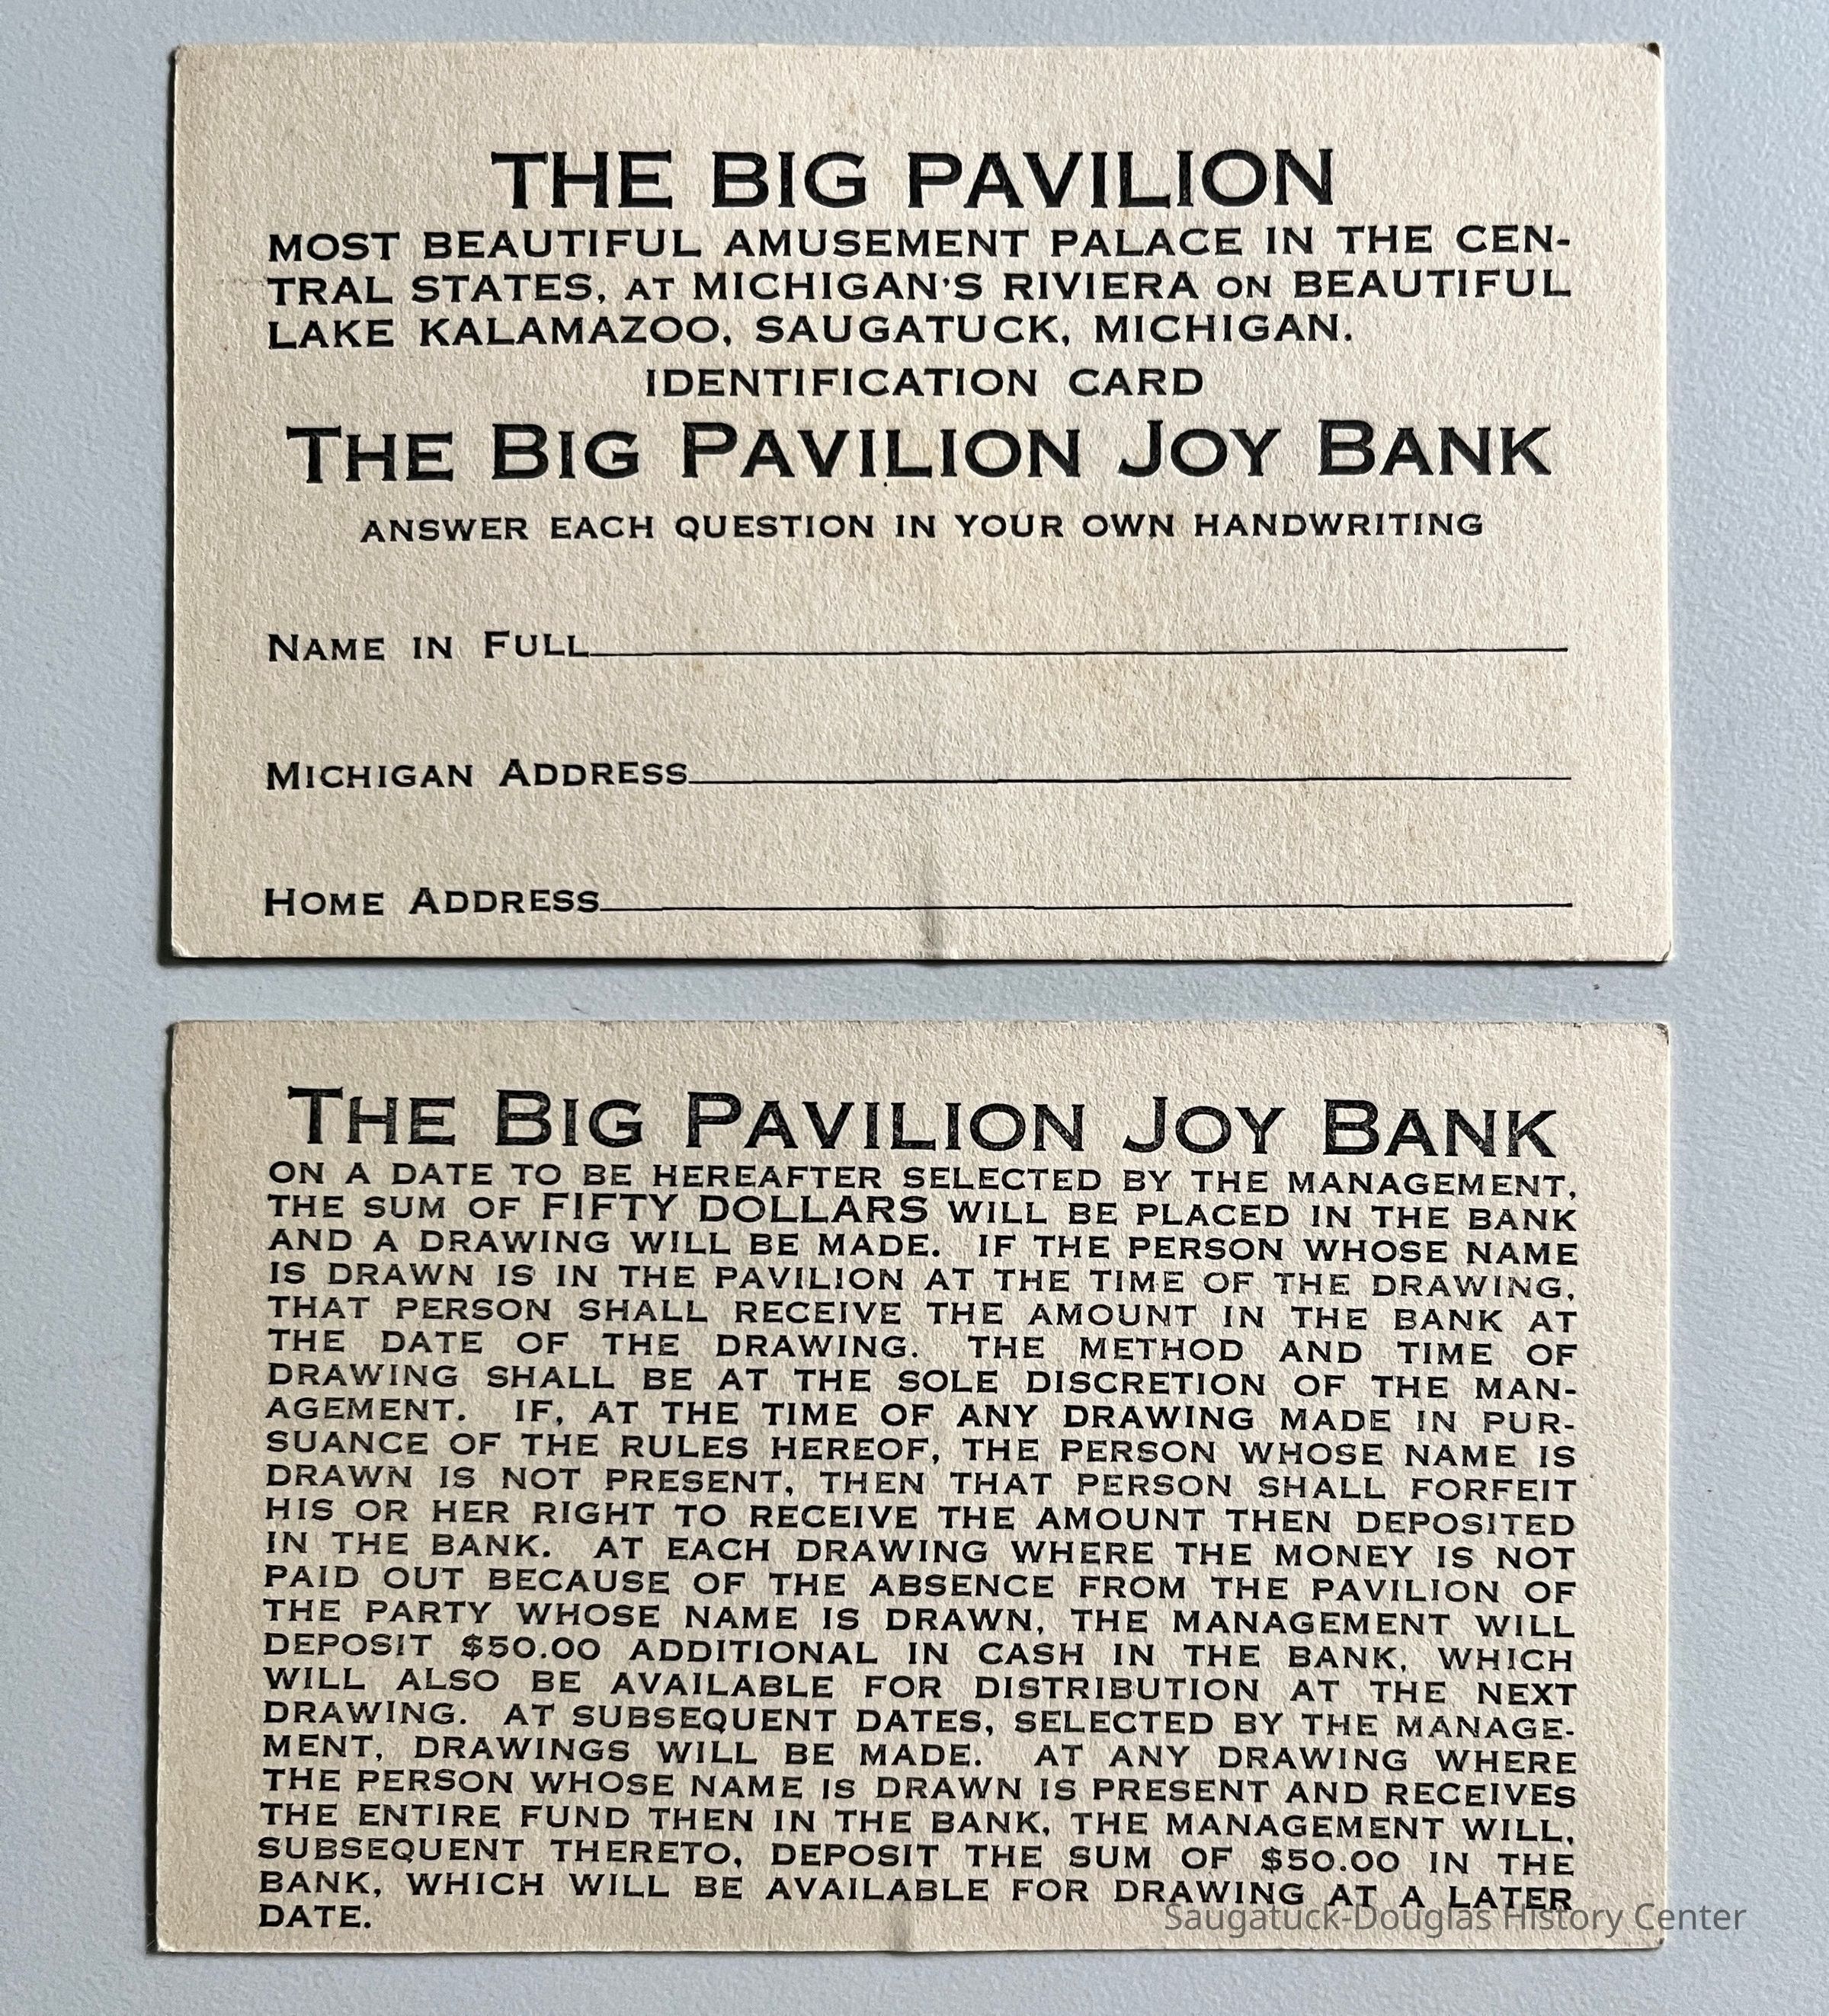 THE BIG PAVILION
MOST BEAUTIFUL AMUSEMENT PALACE IN THE CEN-
TRAL STATES, AT MICHIGAN'S RIVIERA ON BEAUTIFUL
LAKE KALAMAZOO, SAUGATUCK, MICHIGAN.
IDENTIFICATION CARD
THE BIG PAVILION JOY BANK
ANSWER EACH QUESTION IN YOUR OWN HANDWRITING
NAME IN FULL
MICHIGAN ADDRESS
HOME ADDRESS
THE BIG PAVILION JOY BANK
ON A DATE TO BE HEREAFTER SELECTED BY THE MANAGEMENT,
THE SUM OF FIFTY DOLLARS WILL BE PLACED IN THE BANK
AND A DRAWING WILL BE MADE. IF THE PERSON WHOSE NAME
IS DRAWN IS IN THE PAVILION AT THE TIME OF THE DRAWING,
THAT PERSON SHALL RECEIVE THE AMOUNT IN THE BANK AT
THE DATE OF THE DRAWING. THE METHOD AND TIME OF
DRAWING SHALL BE AT THE SOLE DISCRETION OF THE MAN-
AGEMENT. IF, AT THE TIME OF ANY DRAWING MADE IN PUR-
SUANCE OF THE RULES HEREOF, THE PERSON WHOSE NAME IS
DRAWN IS NOT PRESENT, THEN THAT PERSON SHALL FORFEIT
HIS OR HER RIGHT TO RECEIVE THE AMOUNT THEN DEPOSITED
IN THE BANK. AT EACH DRAWING WHERE THE MONEY IS NOT
PAID OUT BECAUSE OF THE ABSENCE FROM THE PAVILION OF
THE PARTY WHOSE NAME IS DRAWN, THE MANAGEMENT WILL
DEPOSIT $50.00 ADDITIONAL IN CASH IN THE BANK, WHICH
WILL ALSO BE AVAILABLE FOR DISTRIBUTION AT THE NEXT
DRAWING. AT SUBSEQUENT DATES, SELECTED BY THE MANAGE-
MENT, DRAWINGS WILL BE MADE. AT ANY DRAWING WHERE
THE PERSON WHOSE NAME IS DRAWN IS PRESENT AND RECEIVES
THE ENTIRE FUND THEN IN THE BANK, THE MANAGEMENT WILL,
SUBSEQUENT THERETO, DEPOSIT THE SUM OF $50.00 IN THE
BANK, WHICH WILL BE AVAILABLE FOR DRAWING AT A LATER
DATE.
Saugatuck-Douglas History Center